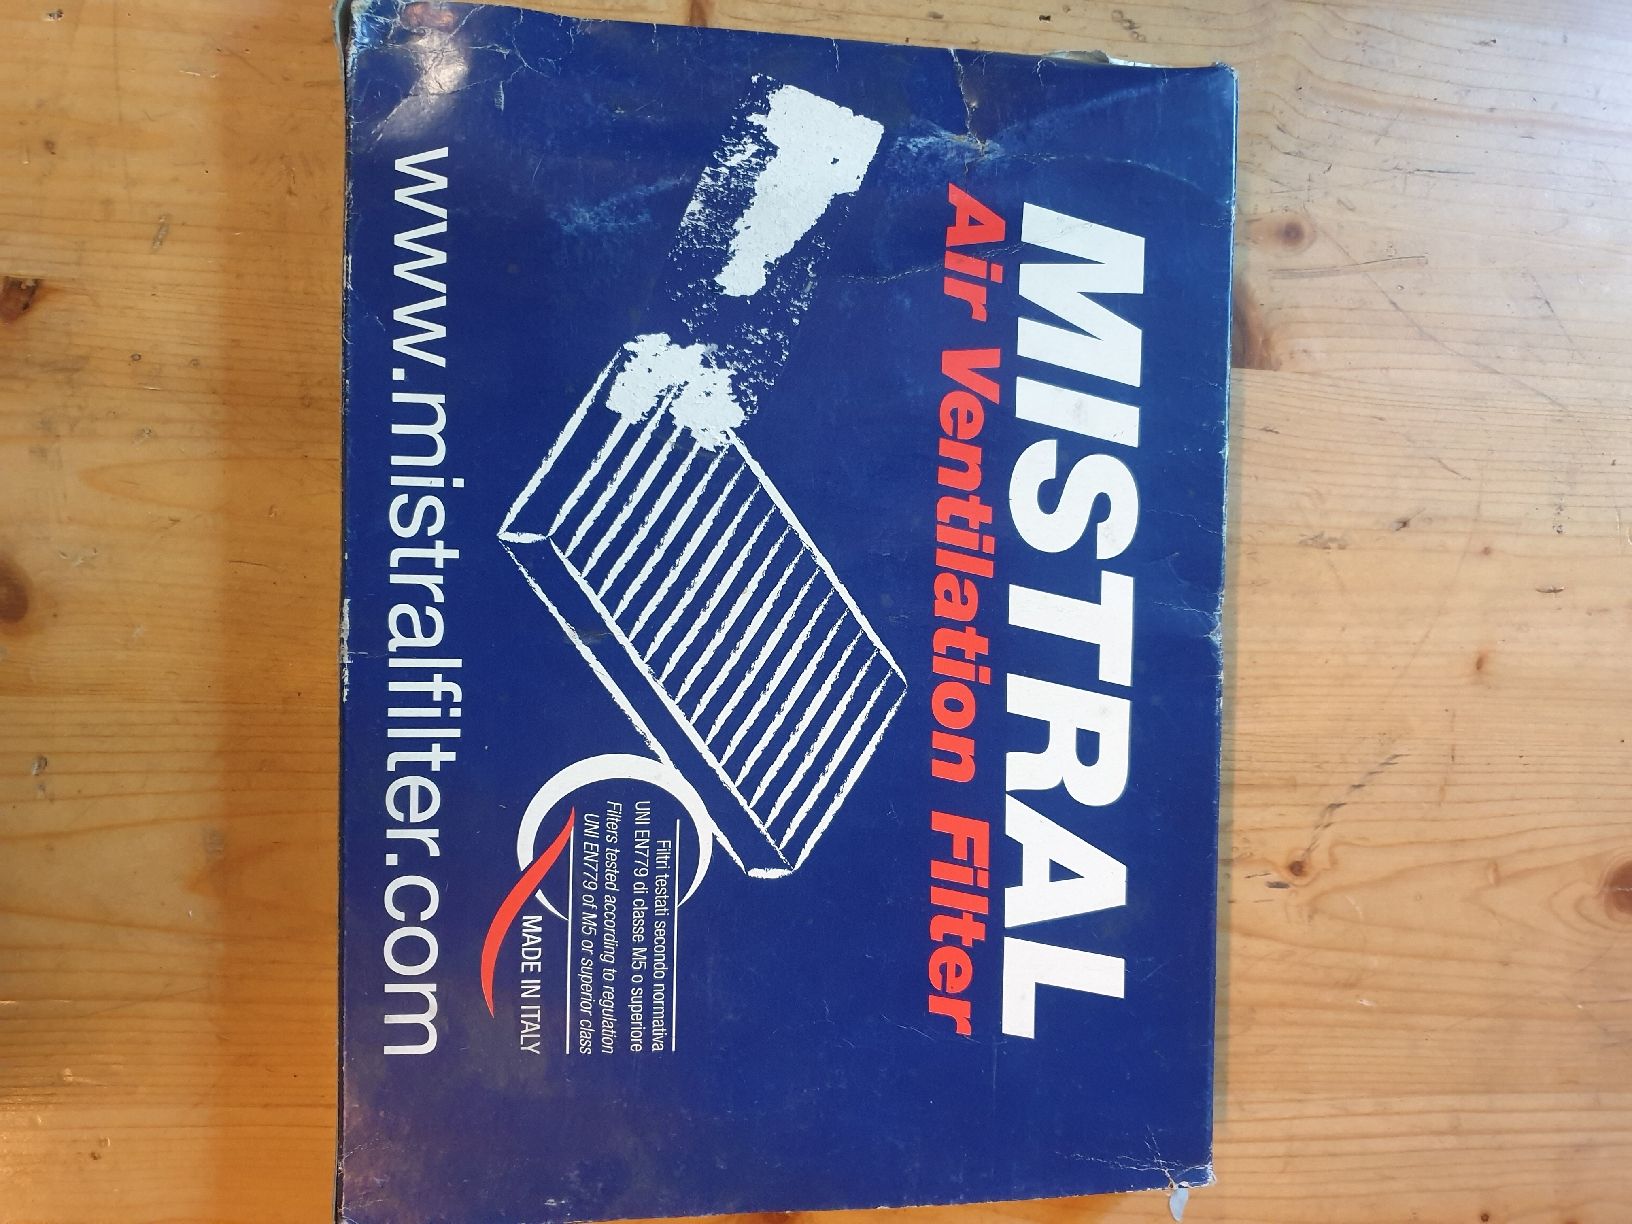 MISTRAL
Air Ventilation Filter
Filtri testati secondo normativa
UNI EN779 di classe M5 o superiore
Filters tested according to regulation
UNI EN779 of M5 or superior class
MADE IN ITALY
www.mistralfilter.com